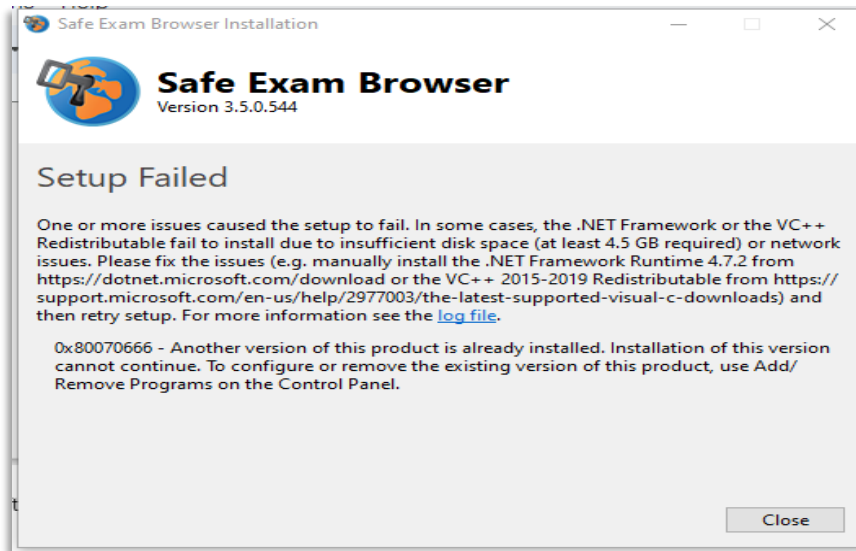 Safe Exam Browser Installation
Safe Exam Browser
Version 3.5.0.544
Setup Failed
One or more issues caused the setup to fail. In some cases, the .NET Framework or the VC++
Redistributable fail to install due to insufficient disk space (at least 4.5 GB required) or network
issues. Please fix the issues (e.g. manually install the .NET Framework Runtime 4.7.2 from
https://dotnet.microsoft.com/download or the VC++ 2015-2019 Redistributable from https://
support.microsoft.com/en-us/help/2977003/the-latest-supported-visual-c-downloads) and
then retry setup. For more information see the log file.
0x80070666 - Another version of this product is already installed. Installation of this version
cannot continue. To configure or remove the existing version of this product, use Add/
Remove Programs on the Control Panel.
Close